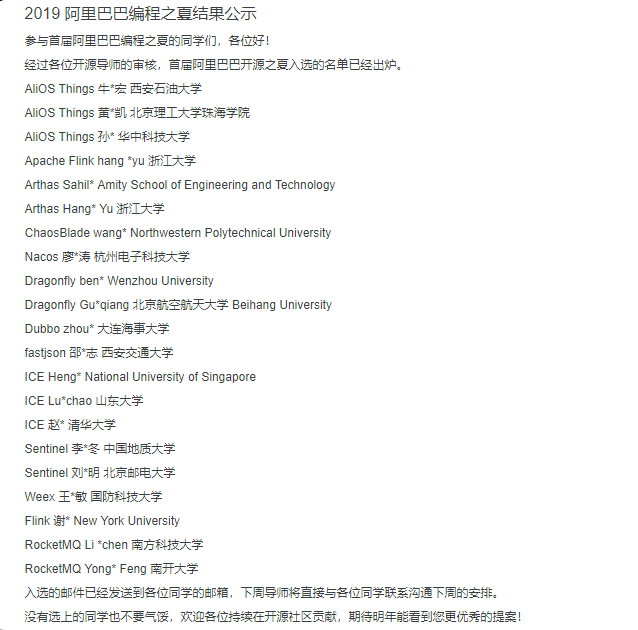 2019 阿里巴巴编程之夏结果公示
参与首届阿里巴巴编程之夏的同学们，各位好！
经过各位开源导师的审核，首届阿里巴巴开源之夏入选的名单已经出炉。
AliOS Things 牛*宏 西安石油大学
AliOS Things 黄*凯 北京理工大学珠海学院
AliOS Things 孙* 华中科技大学
Apache Flink hang *yu 浙江大学
Arthas Sahil* Amity School of Engineering and Technology
Arthas Hang* Yu 浙江大学
ChaosBlade wang* Northwestern Polytechnical University
Nacos 廖*涛 杭州电子科技大学
Dragonfly ben* Wenzhou University
Dragonfly Gu*qiang 北京航空航天大学 Beihang University
Dubbo zhou* 大连海事大学
fastjson 邵*志 西安交通大学
ICE Heng* National University of Singapore
ICE Lu*chao 山东大学
ICE 赵* 清华大学
Sentinel 李*冬 中国地质大学
Sentinel 刘*明 北京邮电大学
Weex 王*敏 国防科技大学
Flink 谢* New York University
RocketMQ Li *chen 南方科技大学
RocketMQ Yong* Feng 南开大学
入选的邮件已经发送到各位同学的邮箱，下周导师将直接与各位同学联系沟通下周的安排。
没有选上的同学也不要气馁，欢迎各位持续在开源社区贡献，期待明年能看到您更优秀的提案！